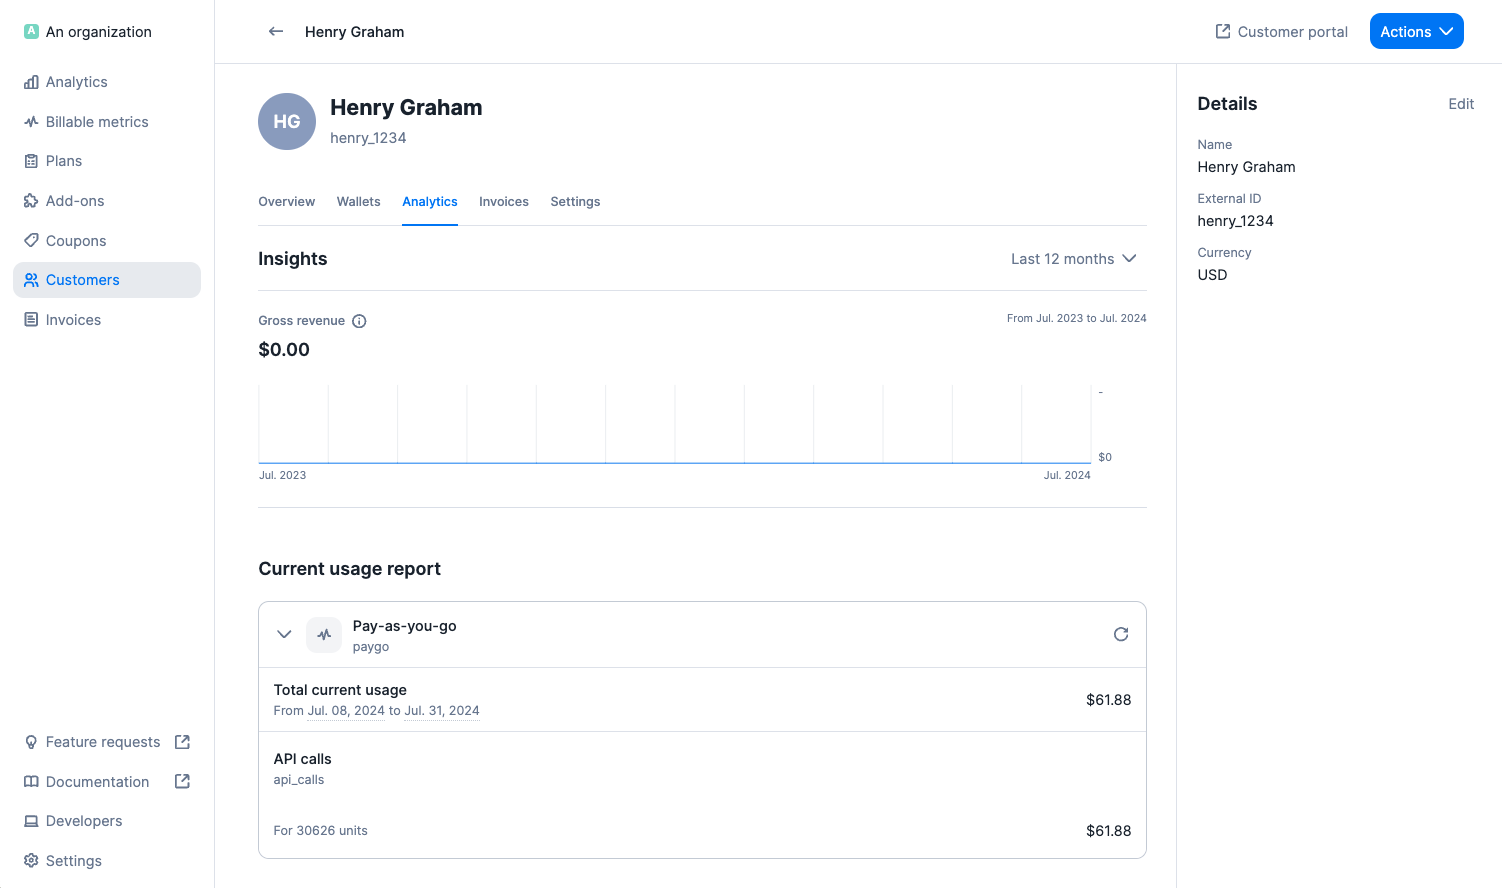 A An organization
Analytics
Billable metrics
Plans
Add-ons
Coupons
Customers
Invoices
Feature requests
Documentation
Developers
Settings
Henry Graham
Customer portal
Actions
HG
Henry Graham
henry_1234
Overview Wallets Analytics Invoices Settings
Insights
Last 12 months
Gross revenue
From Jul. 2023 to Jul. 2024
$0.00
-
$0
Jul. 2023 Jul. 2024
Current usage report
Pay-as-you-go
paygo
Total current usage
From Jul. 08, 2024 to Jul. 31, 2024
$61.88
API calls
api_calls
For 30626 units
$61.88
Details
Edit
Name
Henry Graham
External ID
henry_1234
Currency
USD